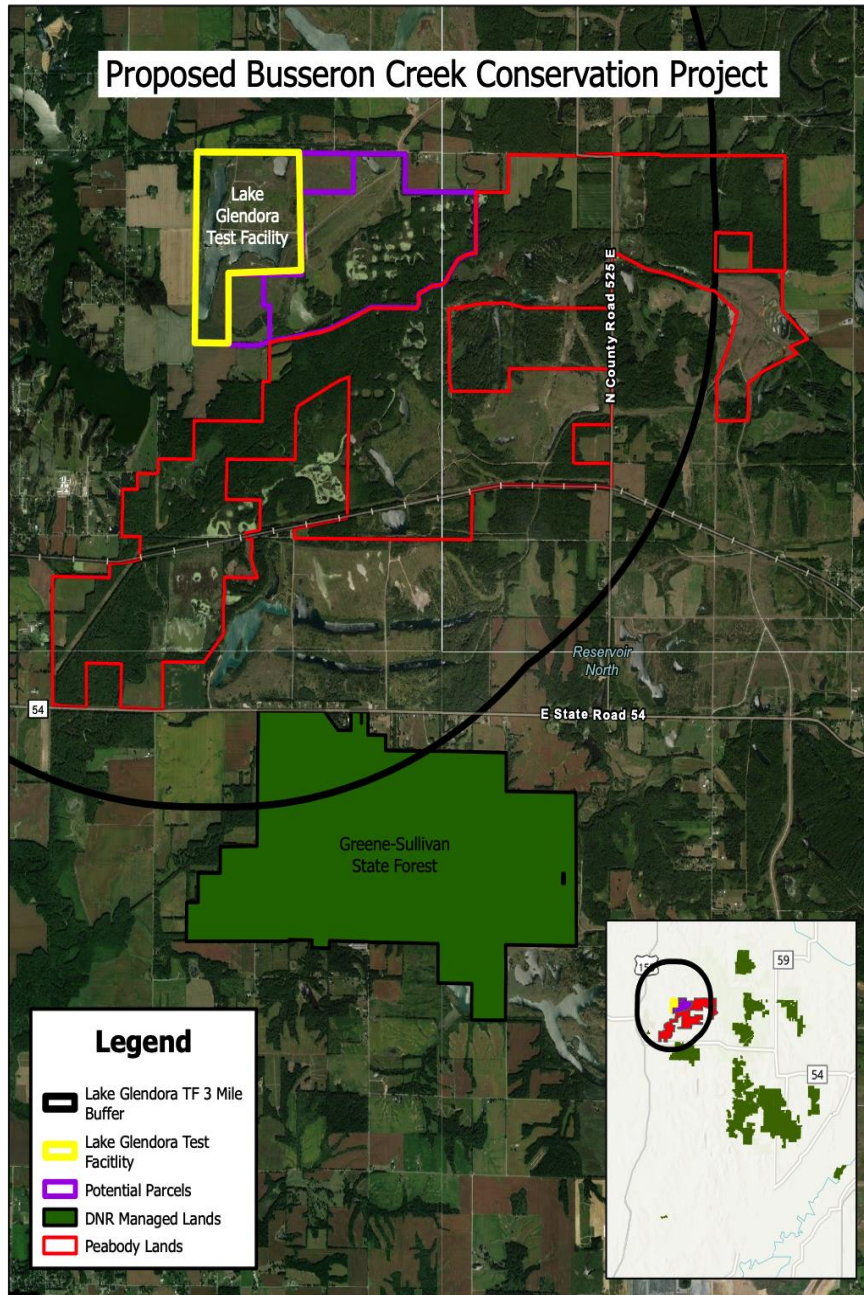 Proposed Busseron Creek Conservation Project
Lake
Glendora
Test Facility
N County Road 525 E
Reservoir
North
54
E State Road 54
Greene-Sullivan
State Forest
59
54
Legend
Lake Glendora TF 3 Mile
Buffer
Lake Glendora Test
Facitlity
Potential Parcels
DNR Managed Lands
Peabody Lands